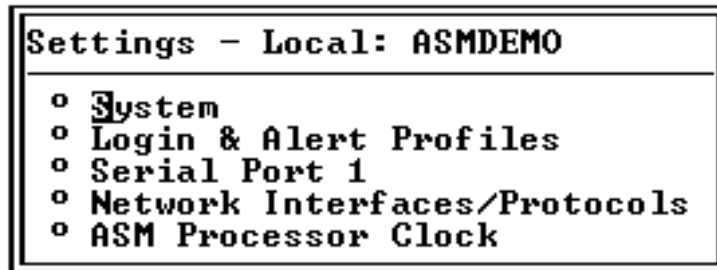 Settings - Local: ASMDEMO
° System
° Login & Alert Profiles
° Serial Port 1
° Network Interfaces/Protocols
° ASM Processor Clock